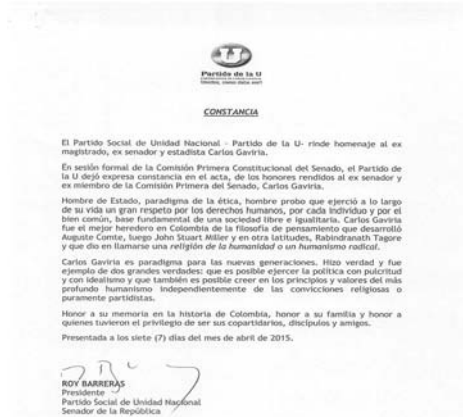 U
Partido de la U
CONSTANCIA
El Partido Social de Unidad Nacional - Partido de la U- rinde homenaje al ex
magistrado, ex senador y estadista Carlos Gaviria.
En sesión formal de la Comisión Primera Constitucional del Senado, el Partido de
la U dejó expresa constancia en el acta, de los honores rendidos al ex senador y
ex miembro de la Comisión Primera del Senado, Carlos Gaviria.
Hombre de Estado, paradigma de la ética, hombre probo que ejerció a lo largo
de su vida un gran respeto por los derechos humanos, por cada individuo y por el
bien común, base fundamental de una sociedad libre e igualitaria. Carlos Gaviria
fue el mejor heredero en Colombia de la filosofía de pensamiento que desarrolló
Auguste Comte, luego John Stuart Miller y en otra latitudes, Rabindranath Tagore
y que dio en llamarse una religión de la humanidad o un humanismo radical.
Carlos Gaviria es paradigma para las nuevas generaciones. Hizo verdad y fue
ejemplo de dos grandes verdades: que es posible ejercer la política con pulcritud
y con idealismo y que también es posible creer en los principios y valores del más
profundo humanismo independientemente de las convicciones religiosas o
puramente partidistas.
Honor a su memoria en la historia de Colombia, honor a su familia y honor a
quienes tuvieron el privilegio de ser sus copartidarios, discípulos y amigos.
Presentada a los siete (7) días del mes de abril de 2015.
ROY BARRERAS
Presidente
Partido Social de Unidad Nacional
Senador de la República